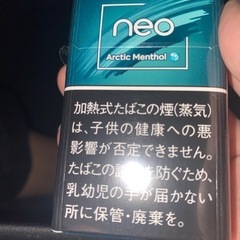 neo
Arctic Menthol
加熱式たばこの煙(蒸気)
は、子供の健康への悪
影響が否定できません。
たばこの誤飲を防ぐため、
乳幼児の手が届かない
所に保管・廃棄を。